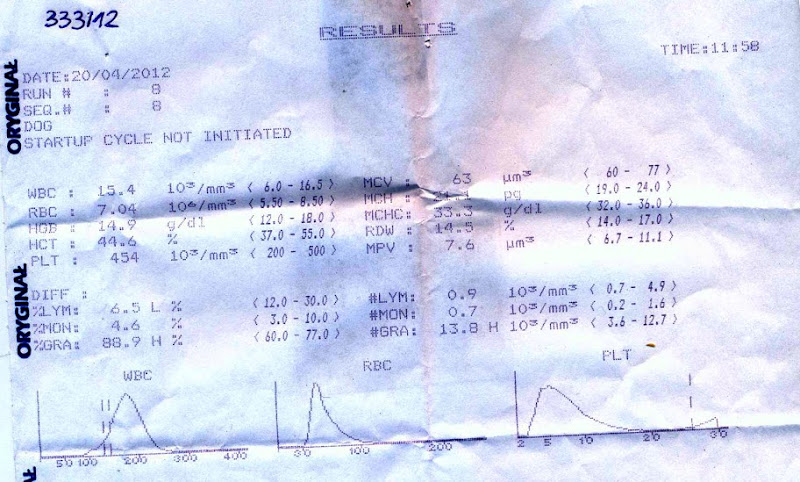 333/12
RESULTS
TIME:11:58
ORYGINAŁ
DATE:20/04/2012
RUN # : 8
SEQ.# : 8
DOG
STARTUP CYCLE NOT INITIATED
WBC : 15.4 10³/mm³ ( 6.0 - 16.5 ) MCV : 63 µm³ ( 60 - 77 )
RBC : 7.04 10⁶/mm³ ( 5.50 - 8.50 ) MCH : pg ( 19.0 - 24.0 )
HGB : 14.9 g/dl ( 12.0 - 18.0 ) MCHC: 33.3 g/dl ( 32.0 - 36.0 )
HCT : 44.6 % ( 37.0 - 55.0 ) RDW : 14.5 % ( 14.0 - 17.0 )
PLT : 454 10³/mm³ ( 200 - 500 ) MPV : 7.6 µm³ ( 6.7 - 11.1 )
ORYGINAŁ
DIFF :
%LYM: 6.5 L % ( 12.0 - 30.0 ) #LYM: 0.9 10³/mm³ ( 0.7 - 4.9 )
%MON: 4.6 % ( 3.0 - 10.0 ) #MON: 0.7 10³/mm³ ( 0.2 - 1.6 )
%GRA: 88.9 H % ( 60.0 - 77.0 ) #GRA: 13.8 H 10³/mm³ ( 3.6 - 12.7 )
WBC RBC PLT
50 100 200 300 400 30 100 200 2 5 10 20 30